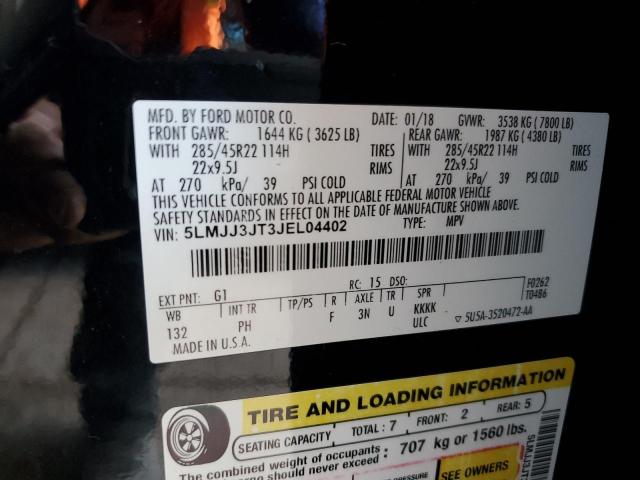 MFD. BY FORD MOTOR CO.
DATE: 01/18 GVWR: 3538 KG ( 7800 LB)
FRONT GAWR: 1644 KG ( 3625 LB) REAR GAWR: 1987 KG ( 4380 LB)
WITH 285/45R22 114H TIRES WITH 285/45R22 114H TIRES
22x9.5J RIMS 22x9.5J RIMS
AT 270 kPa/ 39 PSI COLD AT 270 kPa/ 39 PSI COLD
THIS VEHICLE CONFORMS TO ALL APPLICABLE FEDERAL MOTOR VEHICLE
SAFETY STANDARDS IN EFFECT ON THE DATE OF MANUFACTURE SHOWN ABOVE.
VIN: 5LMJJ3JT3JEL04402 TYPE: MPV
F0262
T0486
EXT PNT: G1 RC: 15 DSO:
WB INT TR TP/PS R AXLE TR SPR
132 PH F 3N U KKKK
ULC
MADE IN U.S.A. ▽ 5U5A-3520472-AA
TIRE AND LOADING INFORMATION
SEATING CAPACITY TOTAL : 7 FRONT: 2 REAR: 5
The combined weight of occupants : 707 kg or 1560 lbs.
cargo should never exceed
PRESSURE
SEE OWNERS